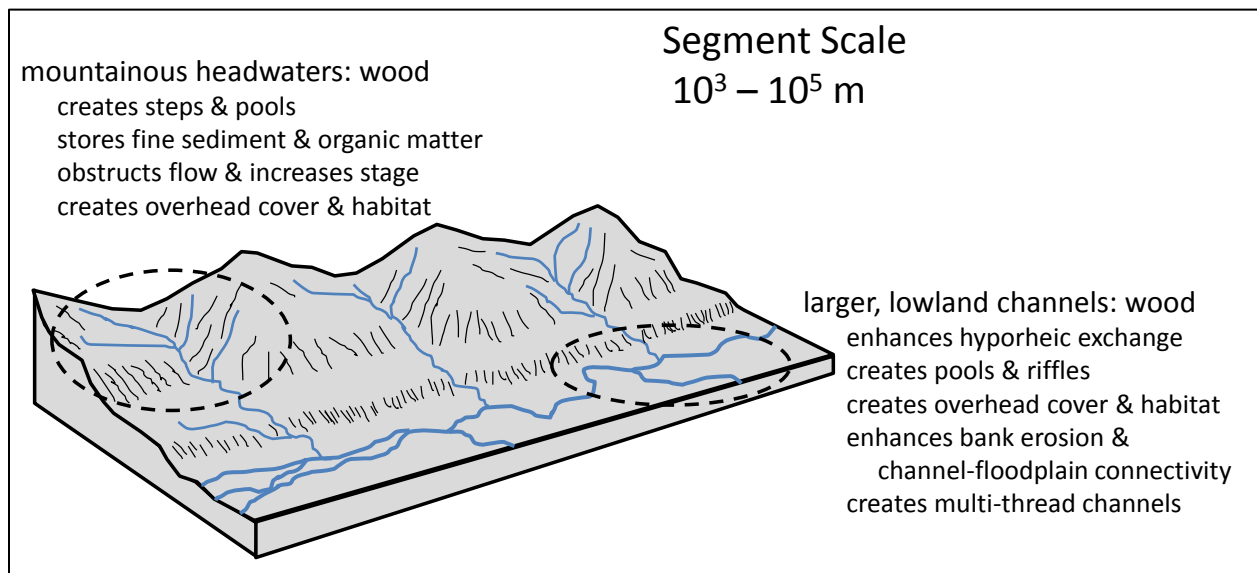 Segment Scale
10³ – 10⁵ m
mountainous headwaters: wood
creates steps & pools
stores fine sediment & organic matter
obstructs flow & increases stage
creates overhead cover & habitat
larger, lowland channels: wood
enhances hyporheic exchange
creates pools & riffles
creates overhead cover & habitat
enhances bank erosion &
channel-floodplain connectivity
creates multi-thread channels